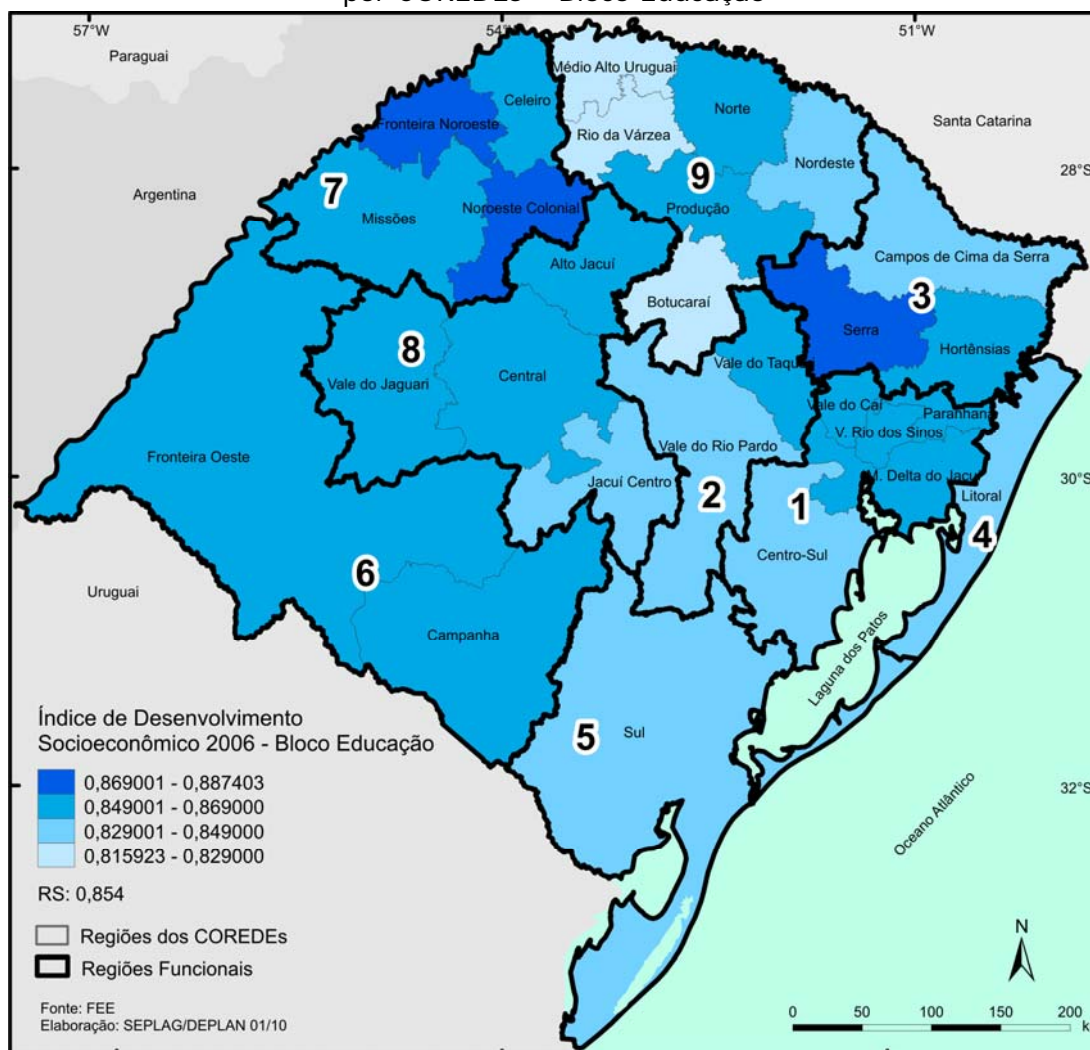 por COREDES - Bloco Educação
57°W
54°W
51°W
Paraguai
Médio Alto Uruguai
Celeiro
Norte
Santa Catarina
Fronteira Noroeste
Rio da Várzea
Nordeste
28°S
Argentina
7
9
Missões
Noroeste Colonial
Produção
Alto Jacuí
Campos de Cima da Serra
3
Botucaraí
Serra
Hortênsias
8
Vale do Jaguari
Central
Vale do Taqua
Vale do Caí
Paranhana
V. Rio dos Sinos
Fronteira Oeste
Vale do Rio Pardo
M. Delta do Jacu
30°S
Jacuí Centro
2
1
Litoral
4
Centro-Sul
6
Uruguai
Campanha
Laguna dos Patos
5
Sul
Oceano Atlântico
32°S
Índice de Desenvolvimento
Socioeconômico 2006 - Bloco Educação
0,869001 - 0,887403
0,849001 - 0,869000
0,829001 - 0,849000
0,815923 - 0,829000
RS: 0,854
Regiões dos COREDEs
Regiões Funcionais
Fonte: FEE
Elaboração: SEPLAG/DEPLAN 01/10
N
0 50 100 150 200
k